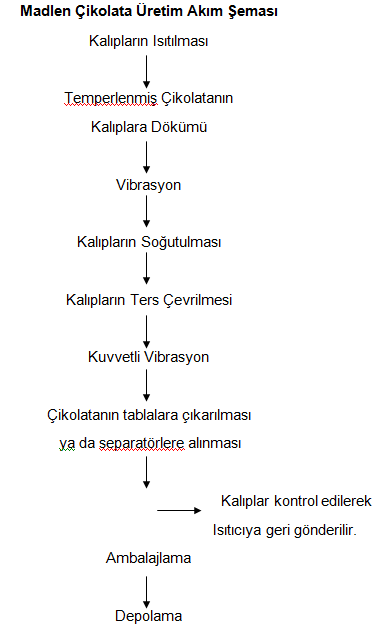 Madlen Çikolata Üretim Akım Şeması
Kalıpların Isıtılması
Temperlenmiş Çikolatanın
Kalıplara Dökümü
Vibrasyon
Kalıpların Soğutulması
Kalıpların Ters Çevrilmesi
Kuvvetli Vibrasyon
Çikolatanın tablalara çıkarılması
ya da separatörlere alınması
Kalıplar kontrol edilerek
Isıtıcıya geri gönderilir.
Ambalajlama
Depolama